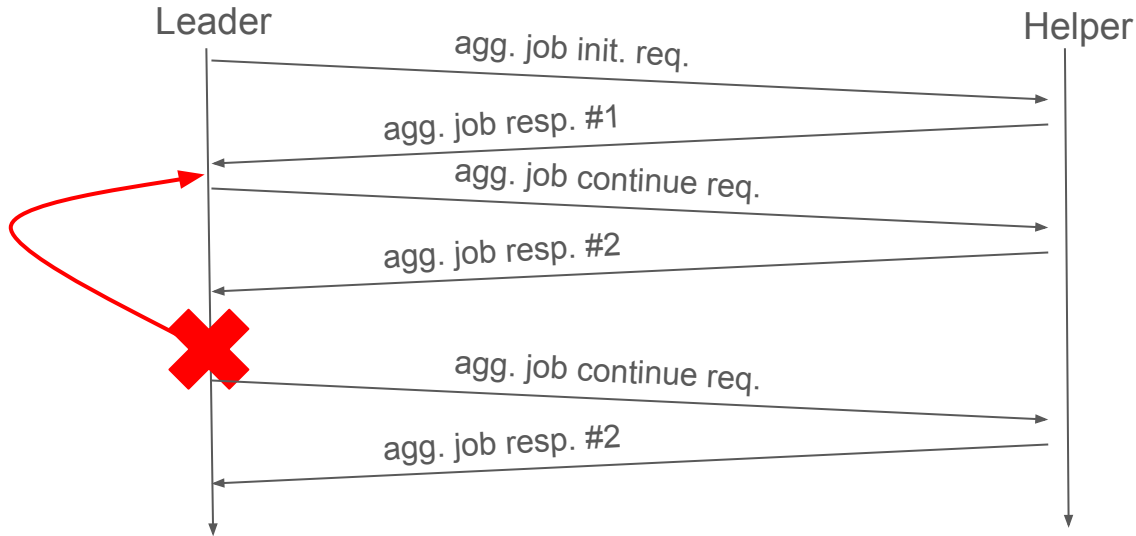 Leader
Helper
agg. job init. req.
agg. job resp. #1
agg. job continue req.
agg. job resp. #2
agg. job continue req.
agg. job resp. #2